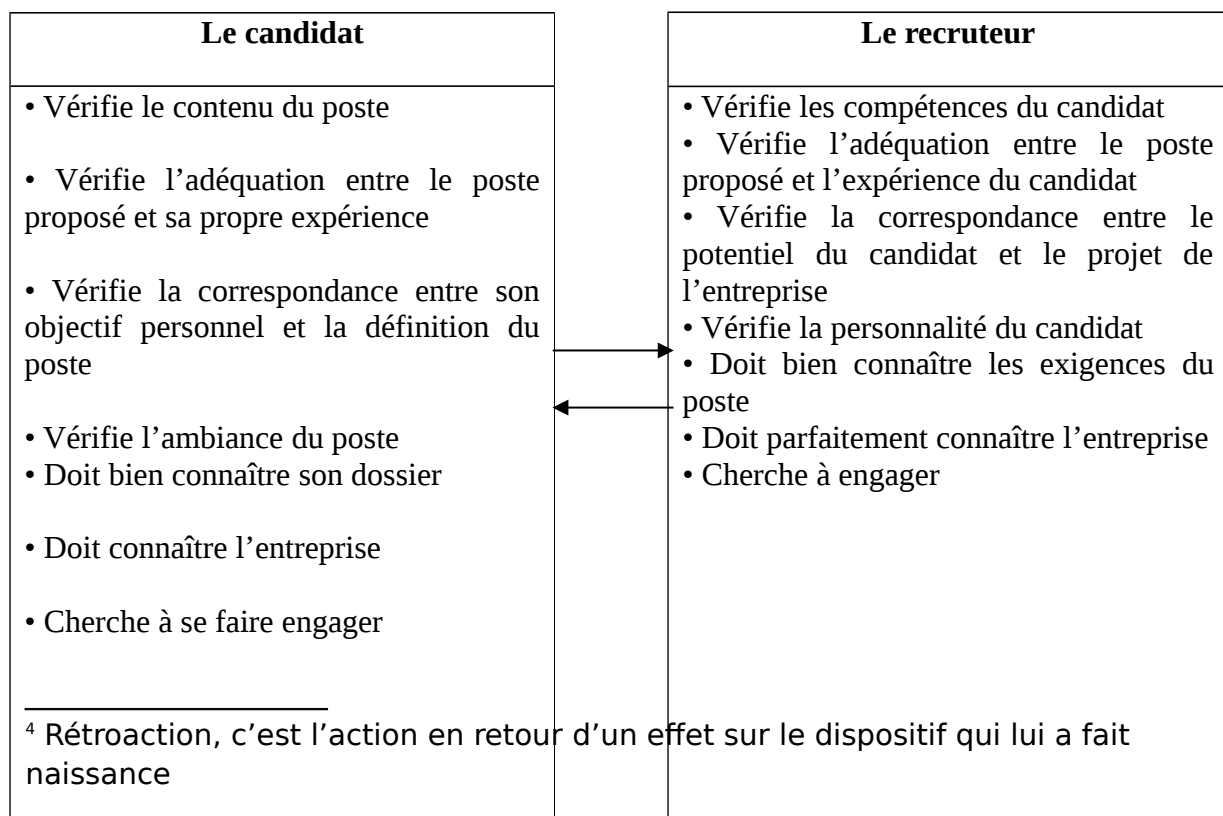 Le candidat
• Vérifie le contenu du poste
• Vérifie l’adéquation entre le poste
proposé et sa propre expérience
• Vérifie la correspondance entre son
objectif personnel et la définition du
poste
• Vérifie l’ambiance du poste
• Doit bien connaître son dossier
• Doit connaître l’entreprise
• Cherche à se faire engager
Le recruteur
• Vérifie les compétences du candidat
• Vérifie l’adéquation entre le poste
proposé et l’expérience du candidat
• Vérifie la correspondance entre le
potentiel du candidat et le projet de
l’entreprise
• Vérifie la personnalité du candidat
• Doit bien connaître les exigences du
poste
• Doit parfaitement connaître l’entreprise
• Cherche à engager
4 Rétroaction, c’est l’action en retour d’un effet sur le dispositif qui lui a fait
naissance